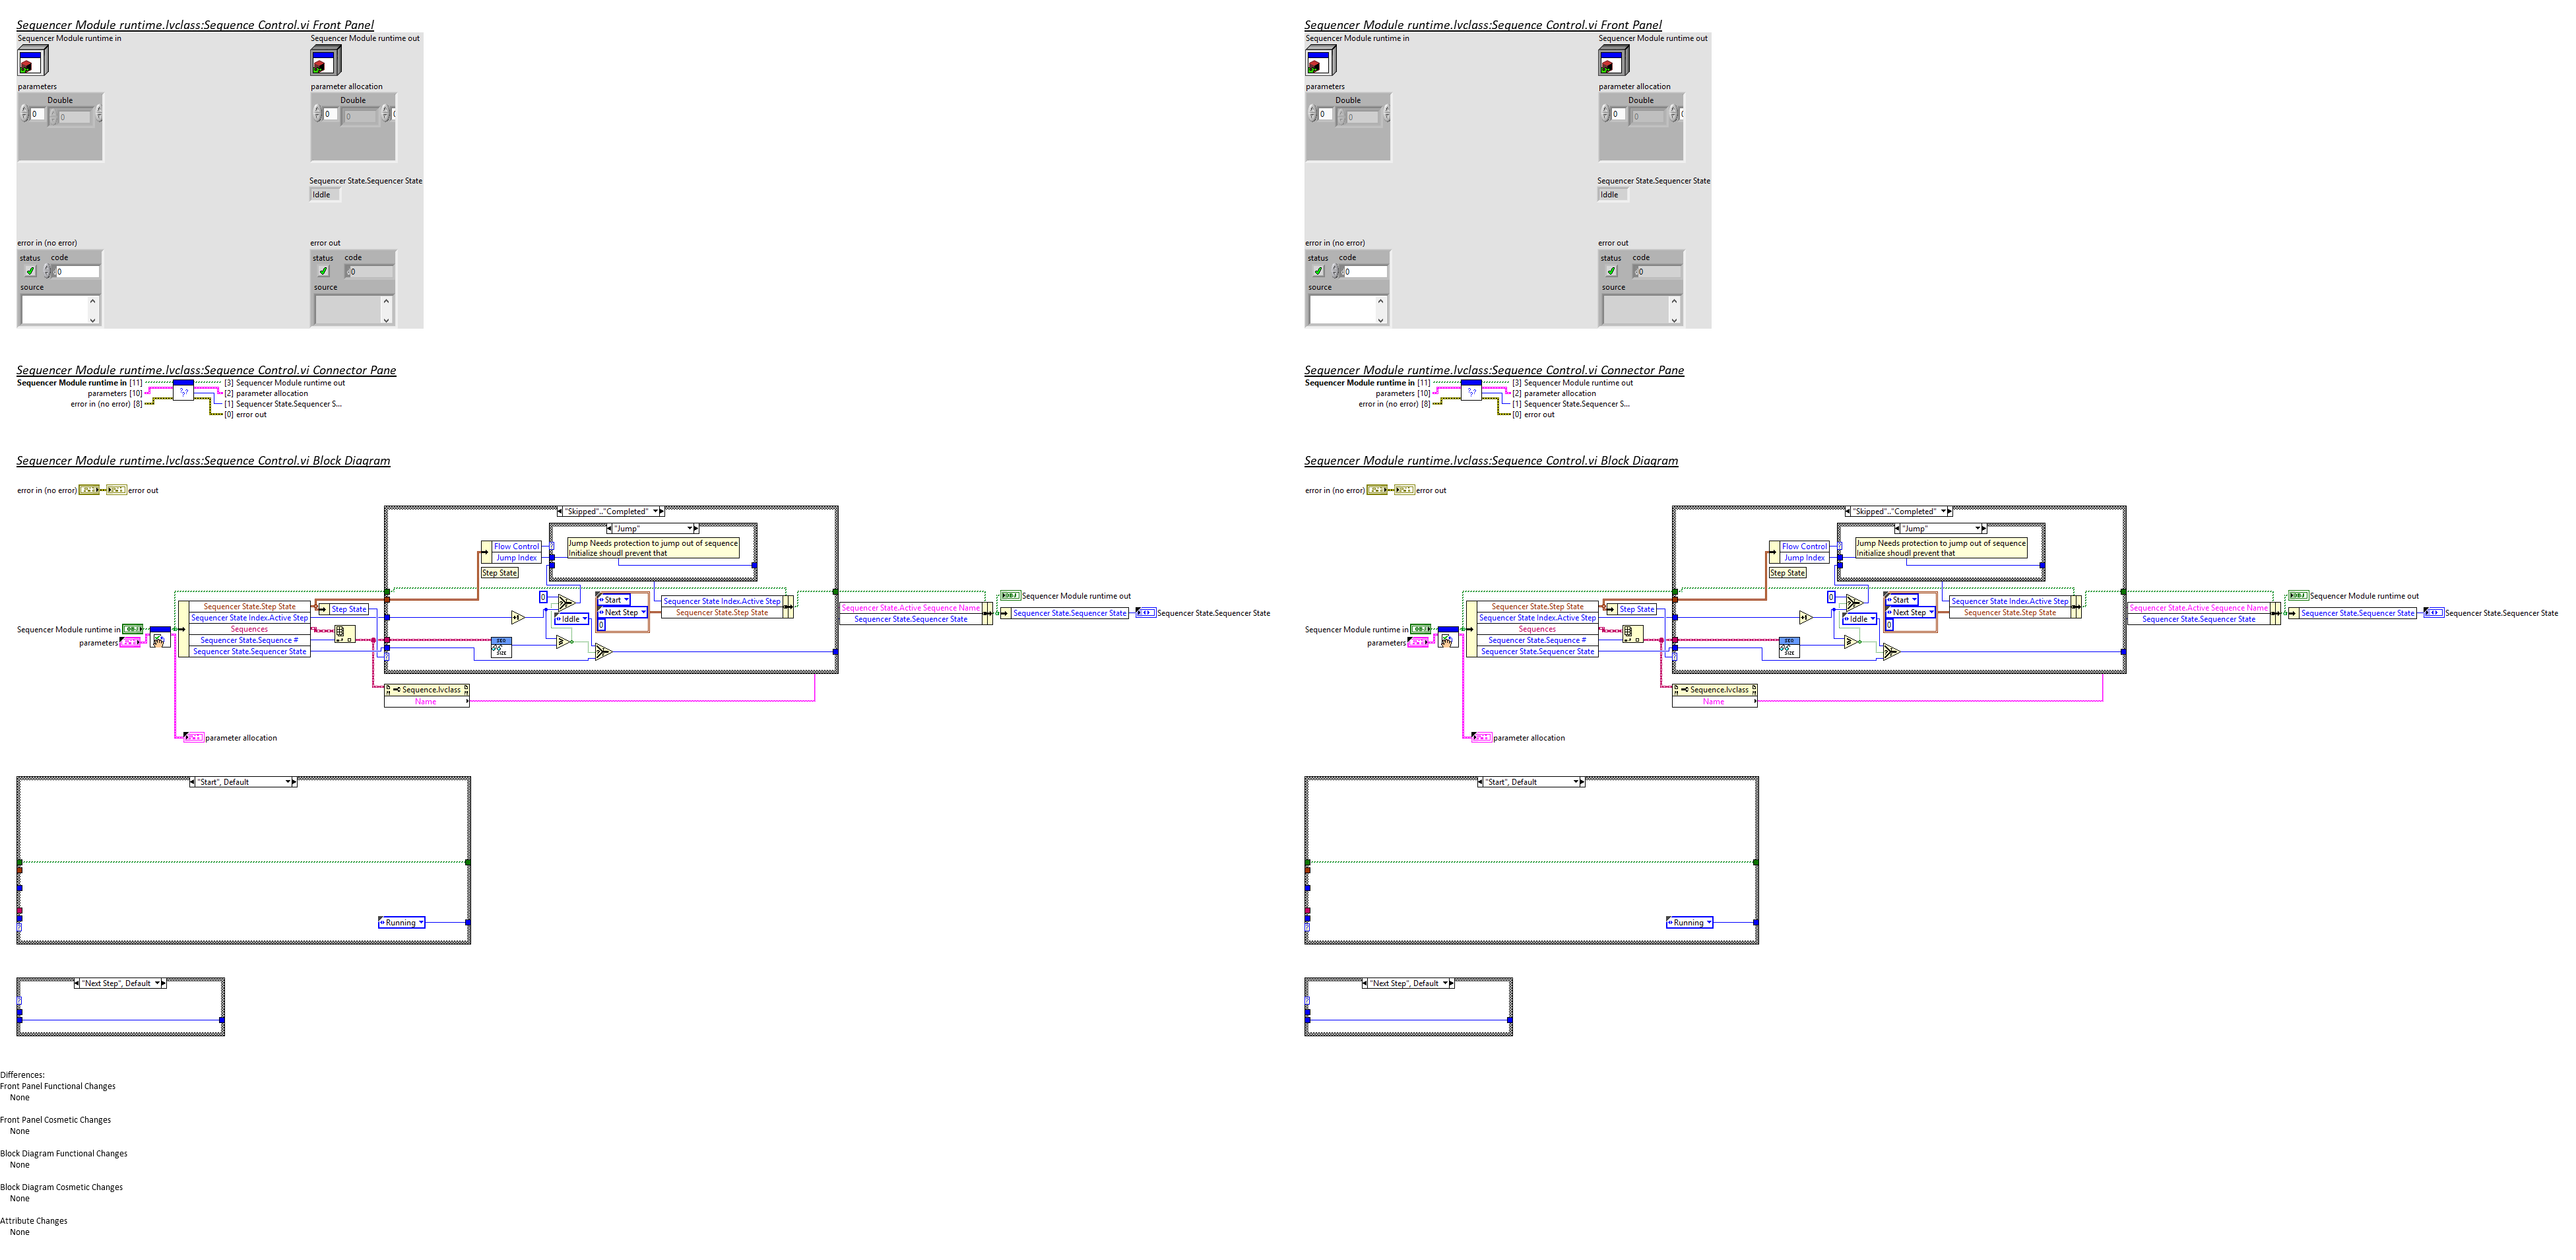 Sequencer Module runtime.lvclass:Sequence Control.vi Front Panel
Sequencer Module runtime in
Sequencer Module runtime out
parameters
parameter allocation
Double
Double
0
0
0
0
Sequencer State.Sequencer State
Iddle
error in (no error)
error out
status
code
status
code
0
0
source
source
Sequencer Module runtime.lvclass:Sequence Control.vi Connector Pane
Sequencer Module runtime in [11]
[3] Sequencer Module runtime out
parameters [10]
[2] parameter allocation
error in (no error) [8]
[1] Sequencer State.Sequencer S...
[0] error out
Sequencer Module runtime.lvclass:Sequence Control.vi Block Diagram
error in (no error)
error out
"Skipped".."Completed"
"Jump"
Jump Needs protection to jump out of sequence
Initialize shoudl prevent that
Flow Control
Jump Index
Step State
0
Start
Next Step
0
Iddle
Sequencer State Index.Active Step
Sequencer State.Step State
Sequencer State.Step State
Sequencer State Index.Active Step
Sequences
Sequencer State.Sequence #
Sequencer State.Sequencer State
Step State
SEQ
SIZE
Sequencer Module runtime in
parameters
Sequencer State.Active Sequence Name
Sequencer State.Sequencer State
Sequencer Module runtime out
Sequencer State.Sequencer State
Sequencer State.Sequencer State
Sequence.lvclass
Name
parameter allocation
"Start", Default
Running
"Next Step", Default
Sequencer Module runtime.lvclass:Sequence Control.vi Front Panel
Sequencer Module runtime in
Sequencer Module runtime out
parameters
parameter allocation
Double
Double
0
0
0
0
Sequencer State.Sequencer State
Iddle
error in (no error)
error out
status
code
status
code
0
0
source
source
Sequencer Module runtime.lvclass:Sequence Control.vi Connector Pane
Sequencer Module runtime in [11]
[3] Sequencer Module runtime out
parameters [10]
[2] parameter allocation
error in (no error) [8]
[1] Sequencer State.Sequencer S...
[0] error out
Sequencer Module runtime.lvclass:Sequence Control.vi Block Diagram
error in (no error)
error out
"Skipped".."Completed"
"Jump"
Jump Needs protection to jump out of sequence
Initialize shoudl prevent that
Flow Control
Jump Index
Step State
0
Start
Next Step
0
Iddle
Sequencer State Index.Active Step
Sequencer State.Step State
Sequencer State.Step State
Sequencer State Index.Active Step
Sequences
Sequencer State.Sequence #
Sequencer State.Sequencer State
Step State
SEQ
SIZE
Sequencer Module runtime in
parameters
Sequencer State.Active Sequence Name
Sequencer State.Sequencer State
Sequencer Module runtime out
Sequencer State.Sequencer State
Sequencer State.Sequencer State
Sequence.lvclass
Name
parameter allocation
"Start", Default
Running
"Next Step", Default
Differences:
Front Panel Functional Changes
None
Front Panel Cosmetic Changes
None
Block Diagram Functional Changes
None
Block Diagram Cosmetic Changes
None
Attribute Changes
None